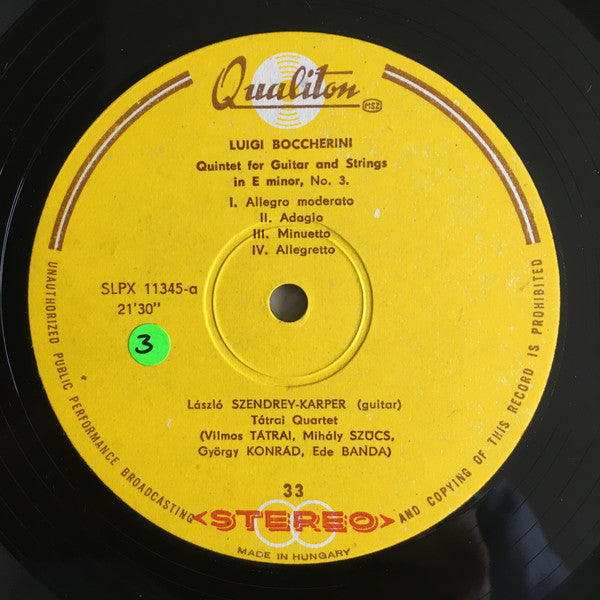 Qualiton
MSZ
LUIGI BOCCHERINI
Quintet for Guitar and Strings
in E minor, No. 3.
I. Allegro moderato
II. Adagio
III. Minuetto
IV. Allegretto
SLPX 11345-a
21'30"
3
László SZENDREY-KARPER (guitar)
Tátrai Quartet
(Vilmos TÁTRAI, Mihály SZŰCS,
György KONRÁD, Ede BANDA)
33
<STEREO>
UNAUTHORIZED PUBLIC PERFORMANCE BROADCASTING AND COPYING OF THIS RECORD IS PROHIBITED
MADE IN HUNGARY